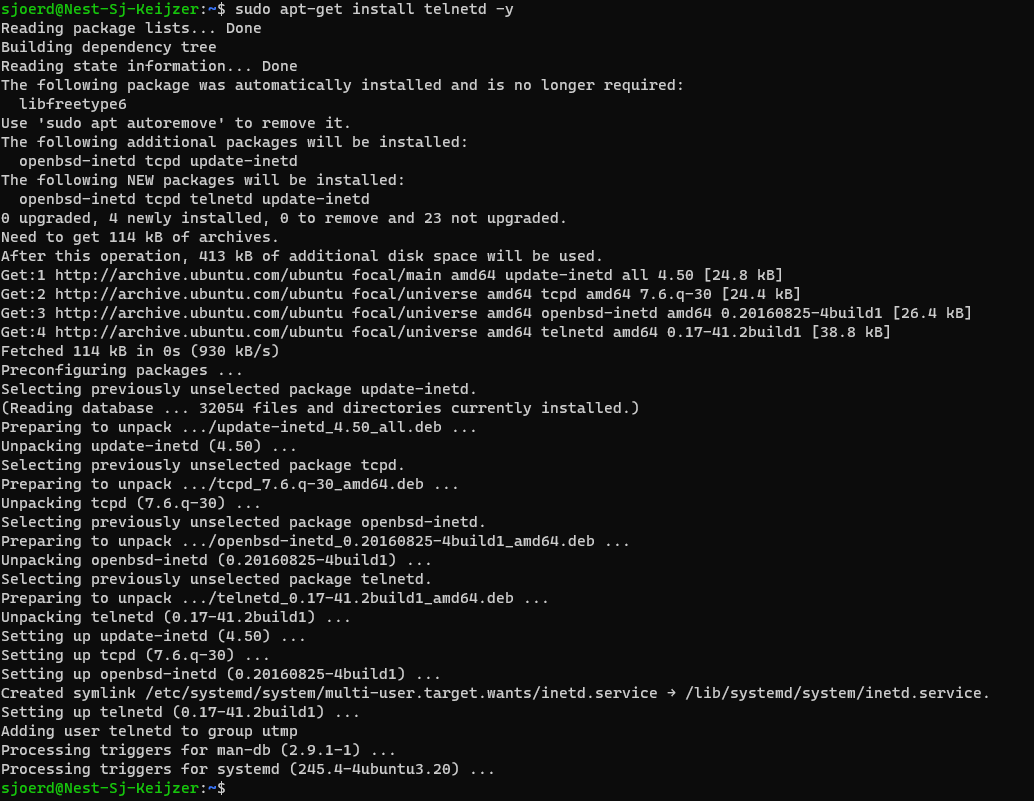 sjoerd@Nest-Sj-Keijzer:~$ sudo apt-get install telnetd -y
Reading package lists... Done
Building dependency tree
Reading state information... Done
The following package was automatically installed and is no longer required:
  libfreetype6
Use 'sudo apt autoremove' to remove it.
The following additional packages will be installed:
  openbsd-inetd tcpd update-inetd
The following NEW packages will be installed:
  openbsd-inetd tcpd telnetd update-inetd
0 upgraded, 4 newly installed, 0 to remove and 23 not upgraded.
Need to get 114 kB of archives.
After this operation, 413 kB of additional disk space will be used.
Get:1 http://archive.ubuntu.com/ubuntu focal/main amd64 update-inetd all 4.50 [24.8 kB]
Get:2 http://archive.ubuntu.com/ubuntu focal/universe amd64 tcpd amd64 7.6.q-30 [24.4 kB]
Get:3 http://archive.ubuntu.com/ubuntu focal/universe amd64 openbsd-inetd amd64 0.20160825-4build1 [26.4 kB]
Get:4 http://archive.ubuntu.com/ubuntu focal/universe amd64 telnetd amd64 0.17-41.2build1 [38.8 kB]
Fetched 114 kB in 0s (930 kB/s)
Preconfiguring packages ...
Selecting previously unselected package update-inetd.
(Reading database ... 32054 files and directories currently installed.)
Preparing to unpack .../update-inetd_4.50_all.deb ...
Unpacking update-inetd (4.50) ...
Selecting previously unselected package tcpd.
Preparing to unpack .../tcpd_7.6.q-30_amd64.deb ...
Unpacking tcpd (7.6.q-30) ...
Selecting previously unselected package openbsd-inetd.
Preparing to unpack .../openbsd-inetd_0.20160825-4build1_amd64.deb ...
Unpacking openbsd-inetd (0.20160825-4build1) ...
Selecting previously unselected package telnetd.
Preparing to unpack .../telnetd_0.17-41.2build1_amd64.deb ...
Unpacking telnetd (0.17-41.2build1) ...
Setting up update-inetd (4.50) ...
Setting up tcpd (7.6.q-30) ...
Setting up openbsd-inetd (0.20160825-4build1) ...
Created symlink /etc/systemd/system/multi-user.target.wants/inetd.service → /lib/systemd/system/inetd.service.
Setting up telnetd (0.17-41.2build1) ...
Adding user telnetd to group utmp
Processing triggers for man-db (2.9.1-1) ...
Processing triggers for systemd (245.4-4ubuntu3.20) ...
sjoerd@Nest-Sj-Keijzer:~$